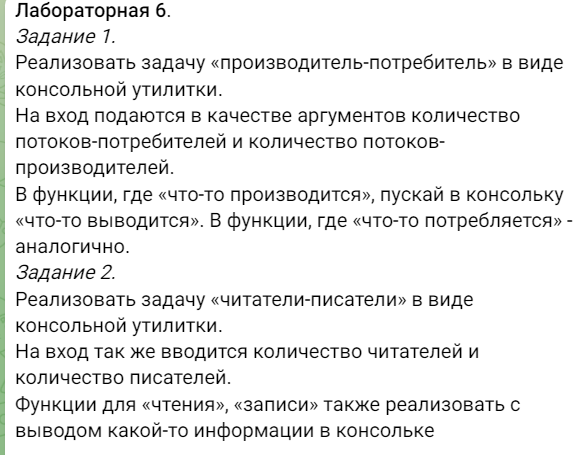 Лабораторная 6.
Задание 1.
Реализовать задачу «производитель-потребитель» в виде
консольной утилитки.
На вход подаются в качестве аргументов количество
потоков-потребителей и количество потоков-
производителей.
В функции, где «что-то производится», пускай в консольку
«что-то выводится». В функции, где «что-то потребляется» -
аналогично.
Задание 2.
Реализовать задачу «читатели-писатели» в виде
консольной утилитки.
На вход так же вводится количество читателей и
количество писателей.
Функции для «чтения», «записи» также реализовать с
выводом какой-то информации в консольке